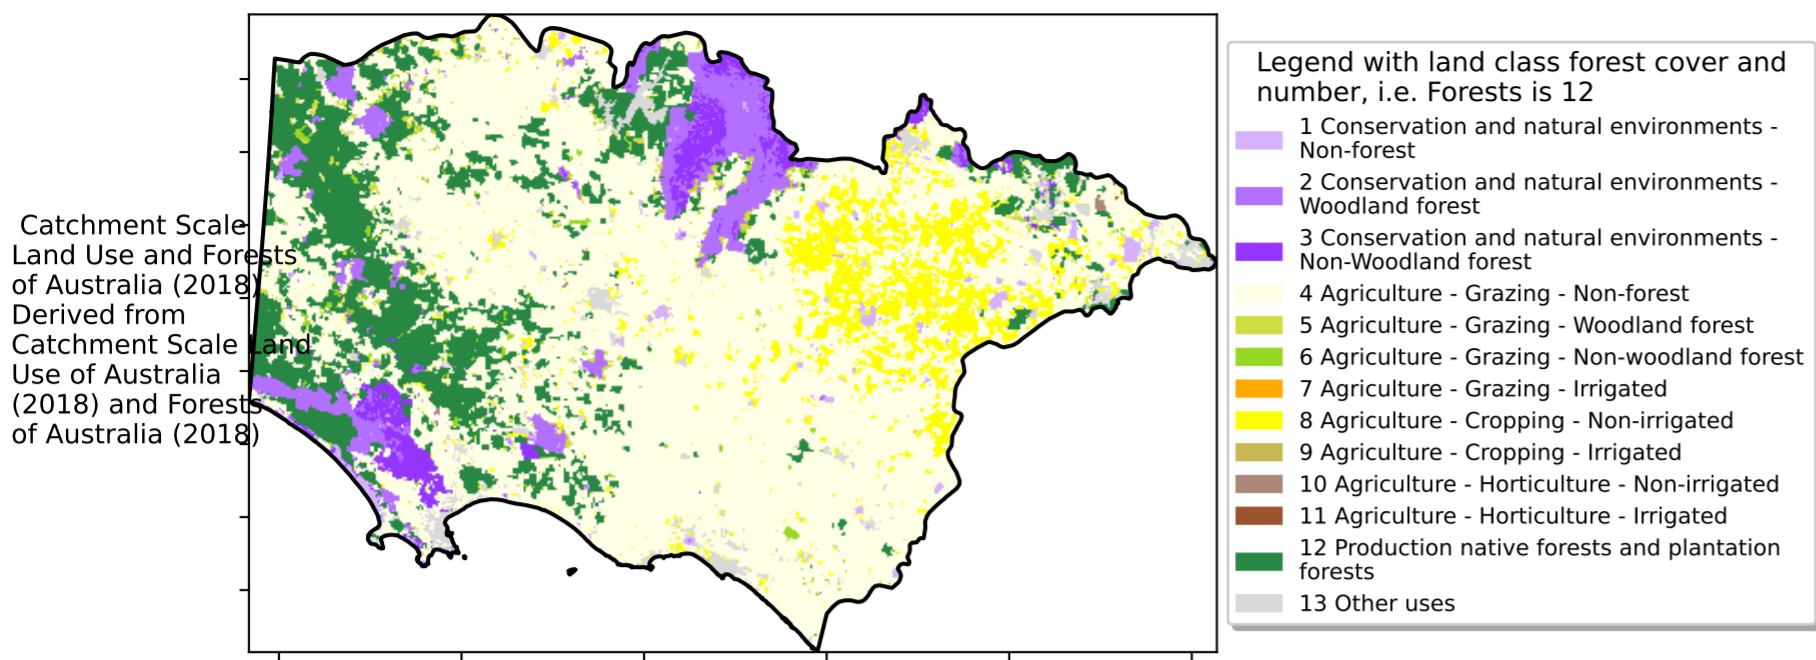 Catchment Scale
Land Use and Forests
of Australia (2018)
Derived from
Catchment Scale Land
Use of Australia
(2018) and Forests
of Australia (2018)
Legend with land class forest cover and
number, i.e. Forests is 12
1 Conservation and natural environments -
Non-forest
2 Conservation and natural environments -
Woodland forest
3 Conservation and natural environments -
Non-Woodland forest
4 Agriculture - Grazing - Non-forest
5 Agriculture - Grazing - Woodland forest
6 Agriculture - Grazing - Non-woodland forest
7 Agriculture - Grazing - Irrigated
8 Agriculture - Cropping - Non-irrigated
9 Agriculture - Cropping - Irrigated
10 Agriculture - Horticulture - Non-irrigated
11 Agriculture - Horticulture - Irrigated
12 Production native forests and plantation
forests
13 Other uses